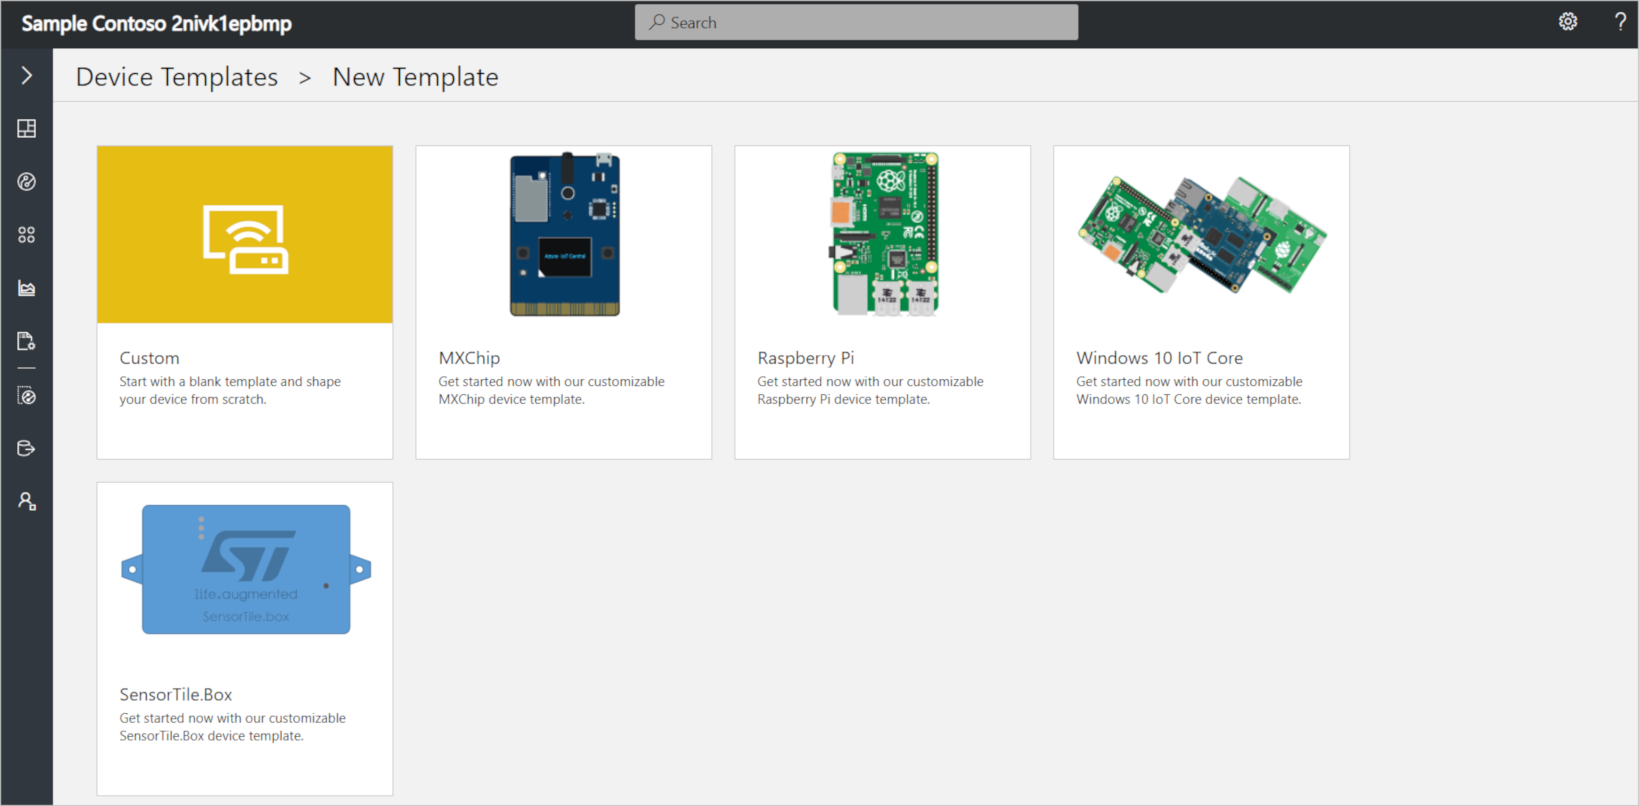 Sample Contoso 2nivk1epbmp
Search
?
Device Templates > New Template
Azure IoT Central
14122
14122
Custom
Start with a blank template and shape
your device from scratch.
MXChip
Get started now with our customizable
MXChip device template.
Raspberry Pi
Get started now with our customizable
Raspberry Pi device template.
Windows 10 IoT Core
Get started now with our customizable
Windows 10 IoT Core device template.
ST
life.augmented
SensorTile.box
SensorTile.Box
Get started now with our customizable
SensorTile.Box device template.